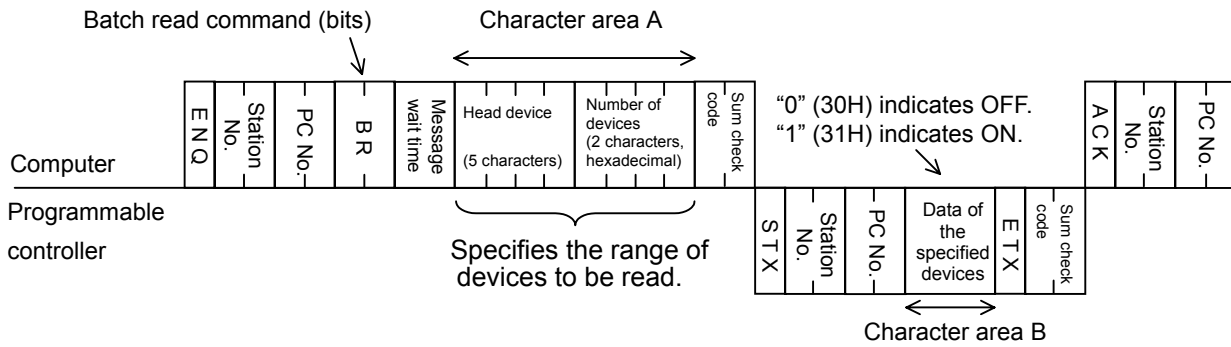 Batch read command (bits)
Character area A
E N Q
Station
No.
PC No.
B R
Message
wait time
Head device
(5 characters)
Number of
devices
(2 characters,
hexadecimal)
Sum check
code
"0" (30H) indicates OFF.
"1" (31H) indicates ON.
A C K
Station
No.
PC No.
Computer
Programmable
controller
Specifies the range of
devices to be read.
S T X
Station
No.
PC No.
Data of
the
specified
devices
E T X
Sum check
code
Character area B